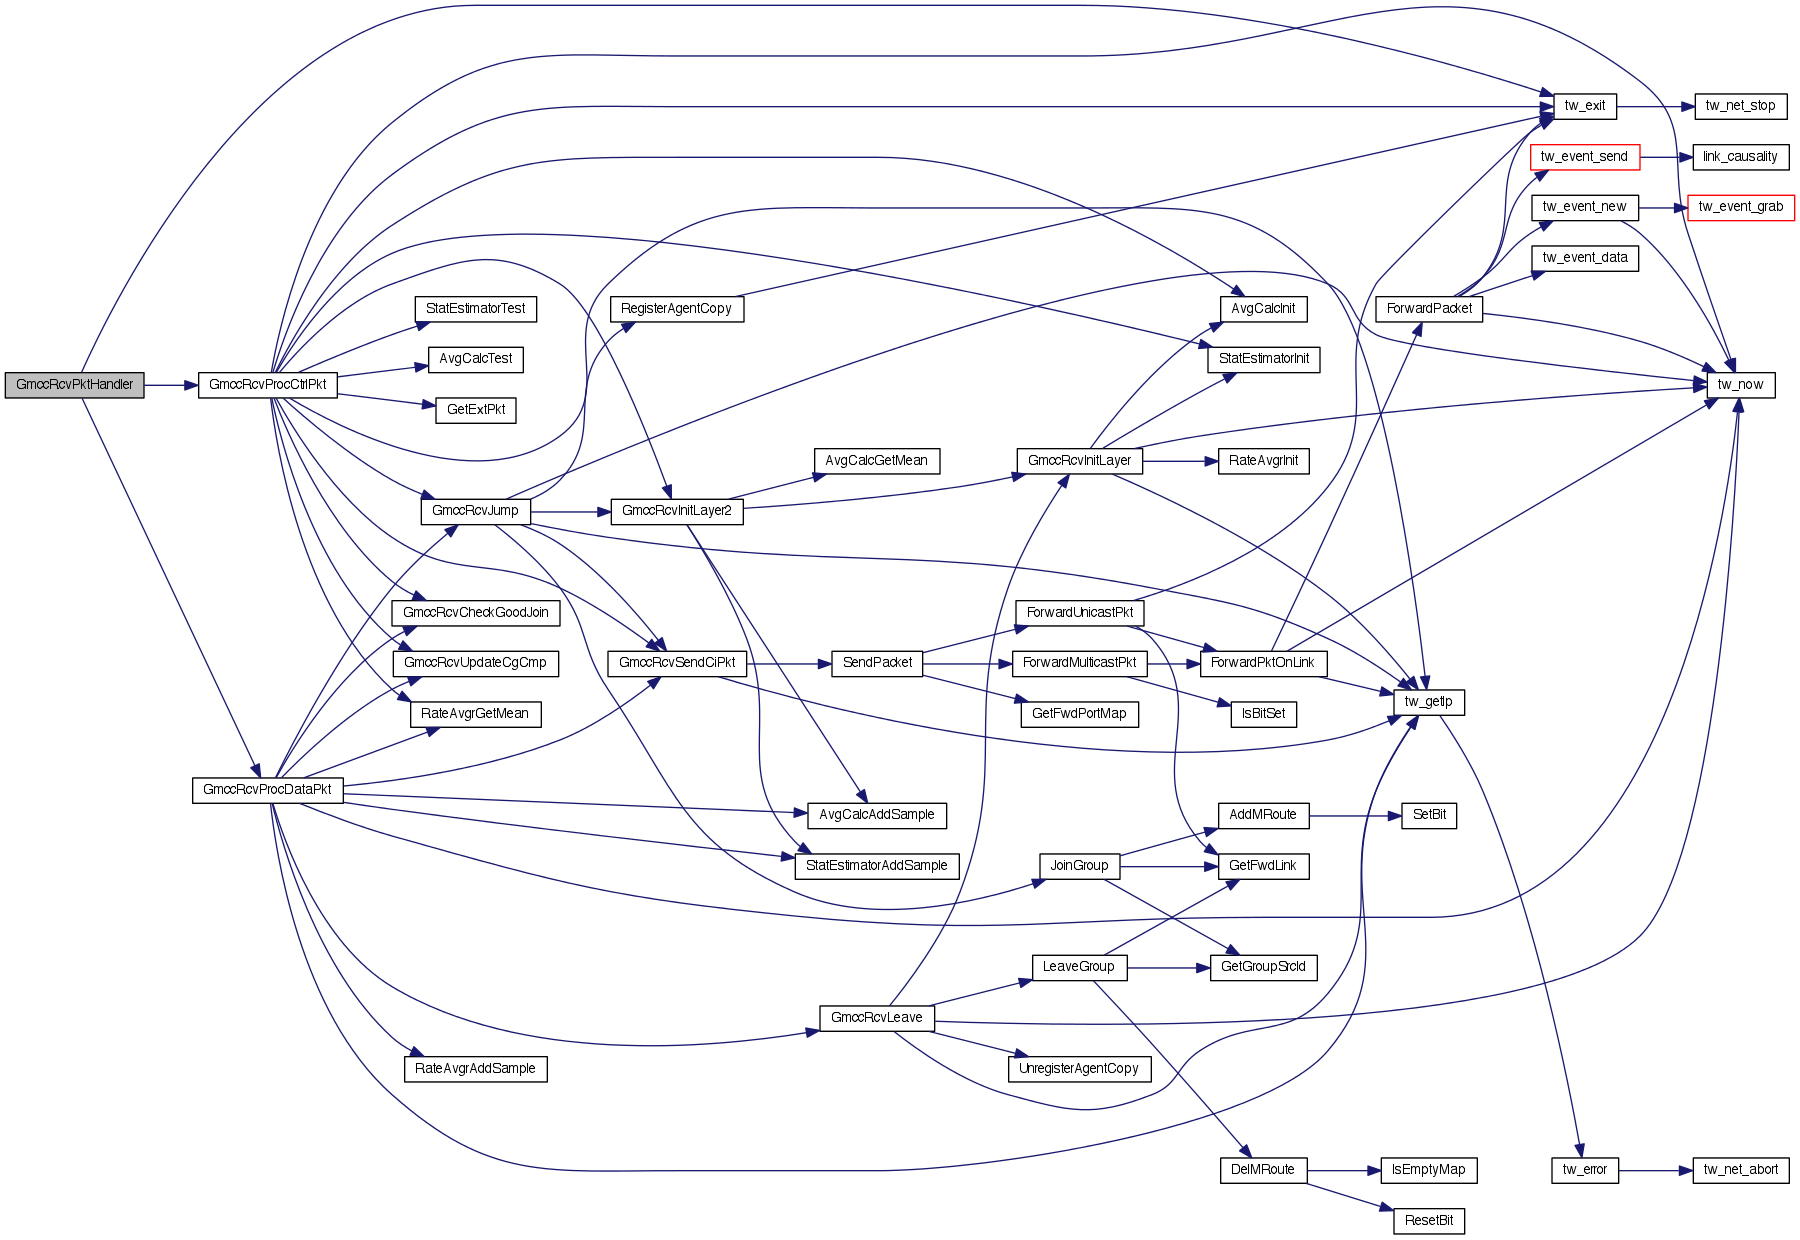 GmccRcvPktHandler
GmccRcvProcCtrlPkt
GmccRcvProcDataPkt
StatEstimatorTest
AvgCalcTest
GetExtPkt
GmccRcvJump
GmccRcvCheckGoodJoin
GmccRcvUpdateCgCmp
RateAvgrGetMean
RateAvgrAddSample
RegisterAgentCopy
GmccRcvInitLayer2
GmccRcvSendCiPkt
AvgCalcGetMean
SendPacket
AvgCalcAddSample
StatEstimatorAddSample
GmccRcvLeave
GmccRcvInitLayer
ForwardUnicastPkt
ForwardMulticastPkt
GetFwdPortMap
JoinGroup
LeaveGroup
UnregisterAgentCopy
AvgCalcInit
StatEstimatorInit
RateAvgrInit
ForwardPktOnLink
IsBitSet
AddMRoute
GetFwdLink
GetGroupSrcId
DelMRoute
ForwardPacket
tw_getlp
SetBit
IsEmptyMap
ResetBit
tw_exit
tw_event_send
tw_event_new
tw_event_data
tw_error
tw_net_stop
link_causality
tw_event_grab
tw_now
tw_net_abort